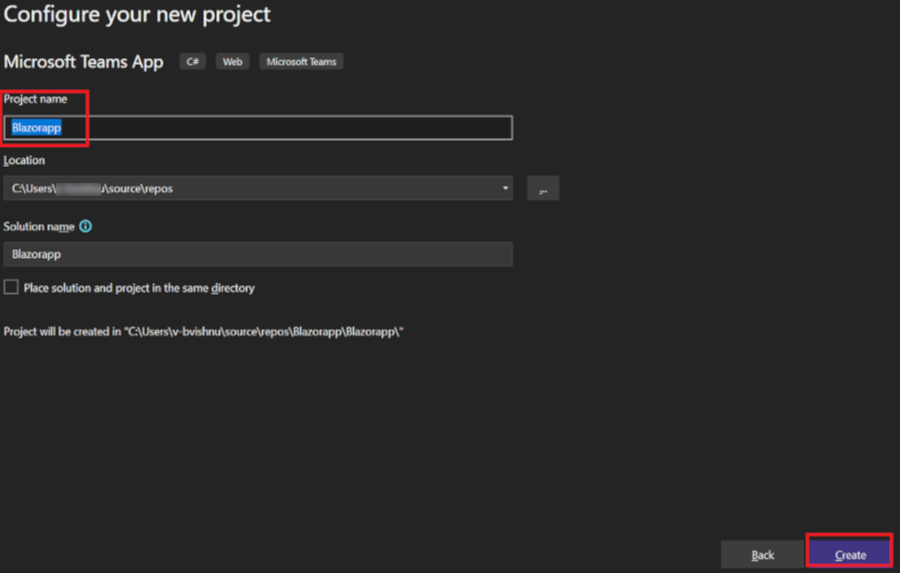 Configure your new project
Microsoft Teams App C# Web Microsoft Teams
Project name
Blazorapp
Location
C:\Users\ \source\repos
...
Solution name
Blazorapp
Place solution and project in the same directory
Project will be created in "C:\Users\v-bvishnu\source\repos\Blazorapp\Blazorapp\"
Back Create